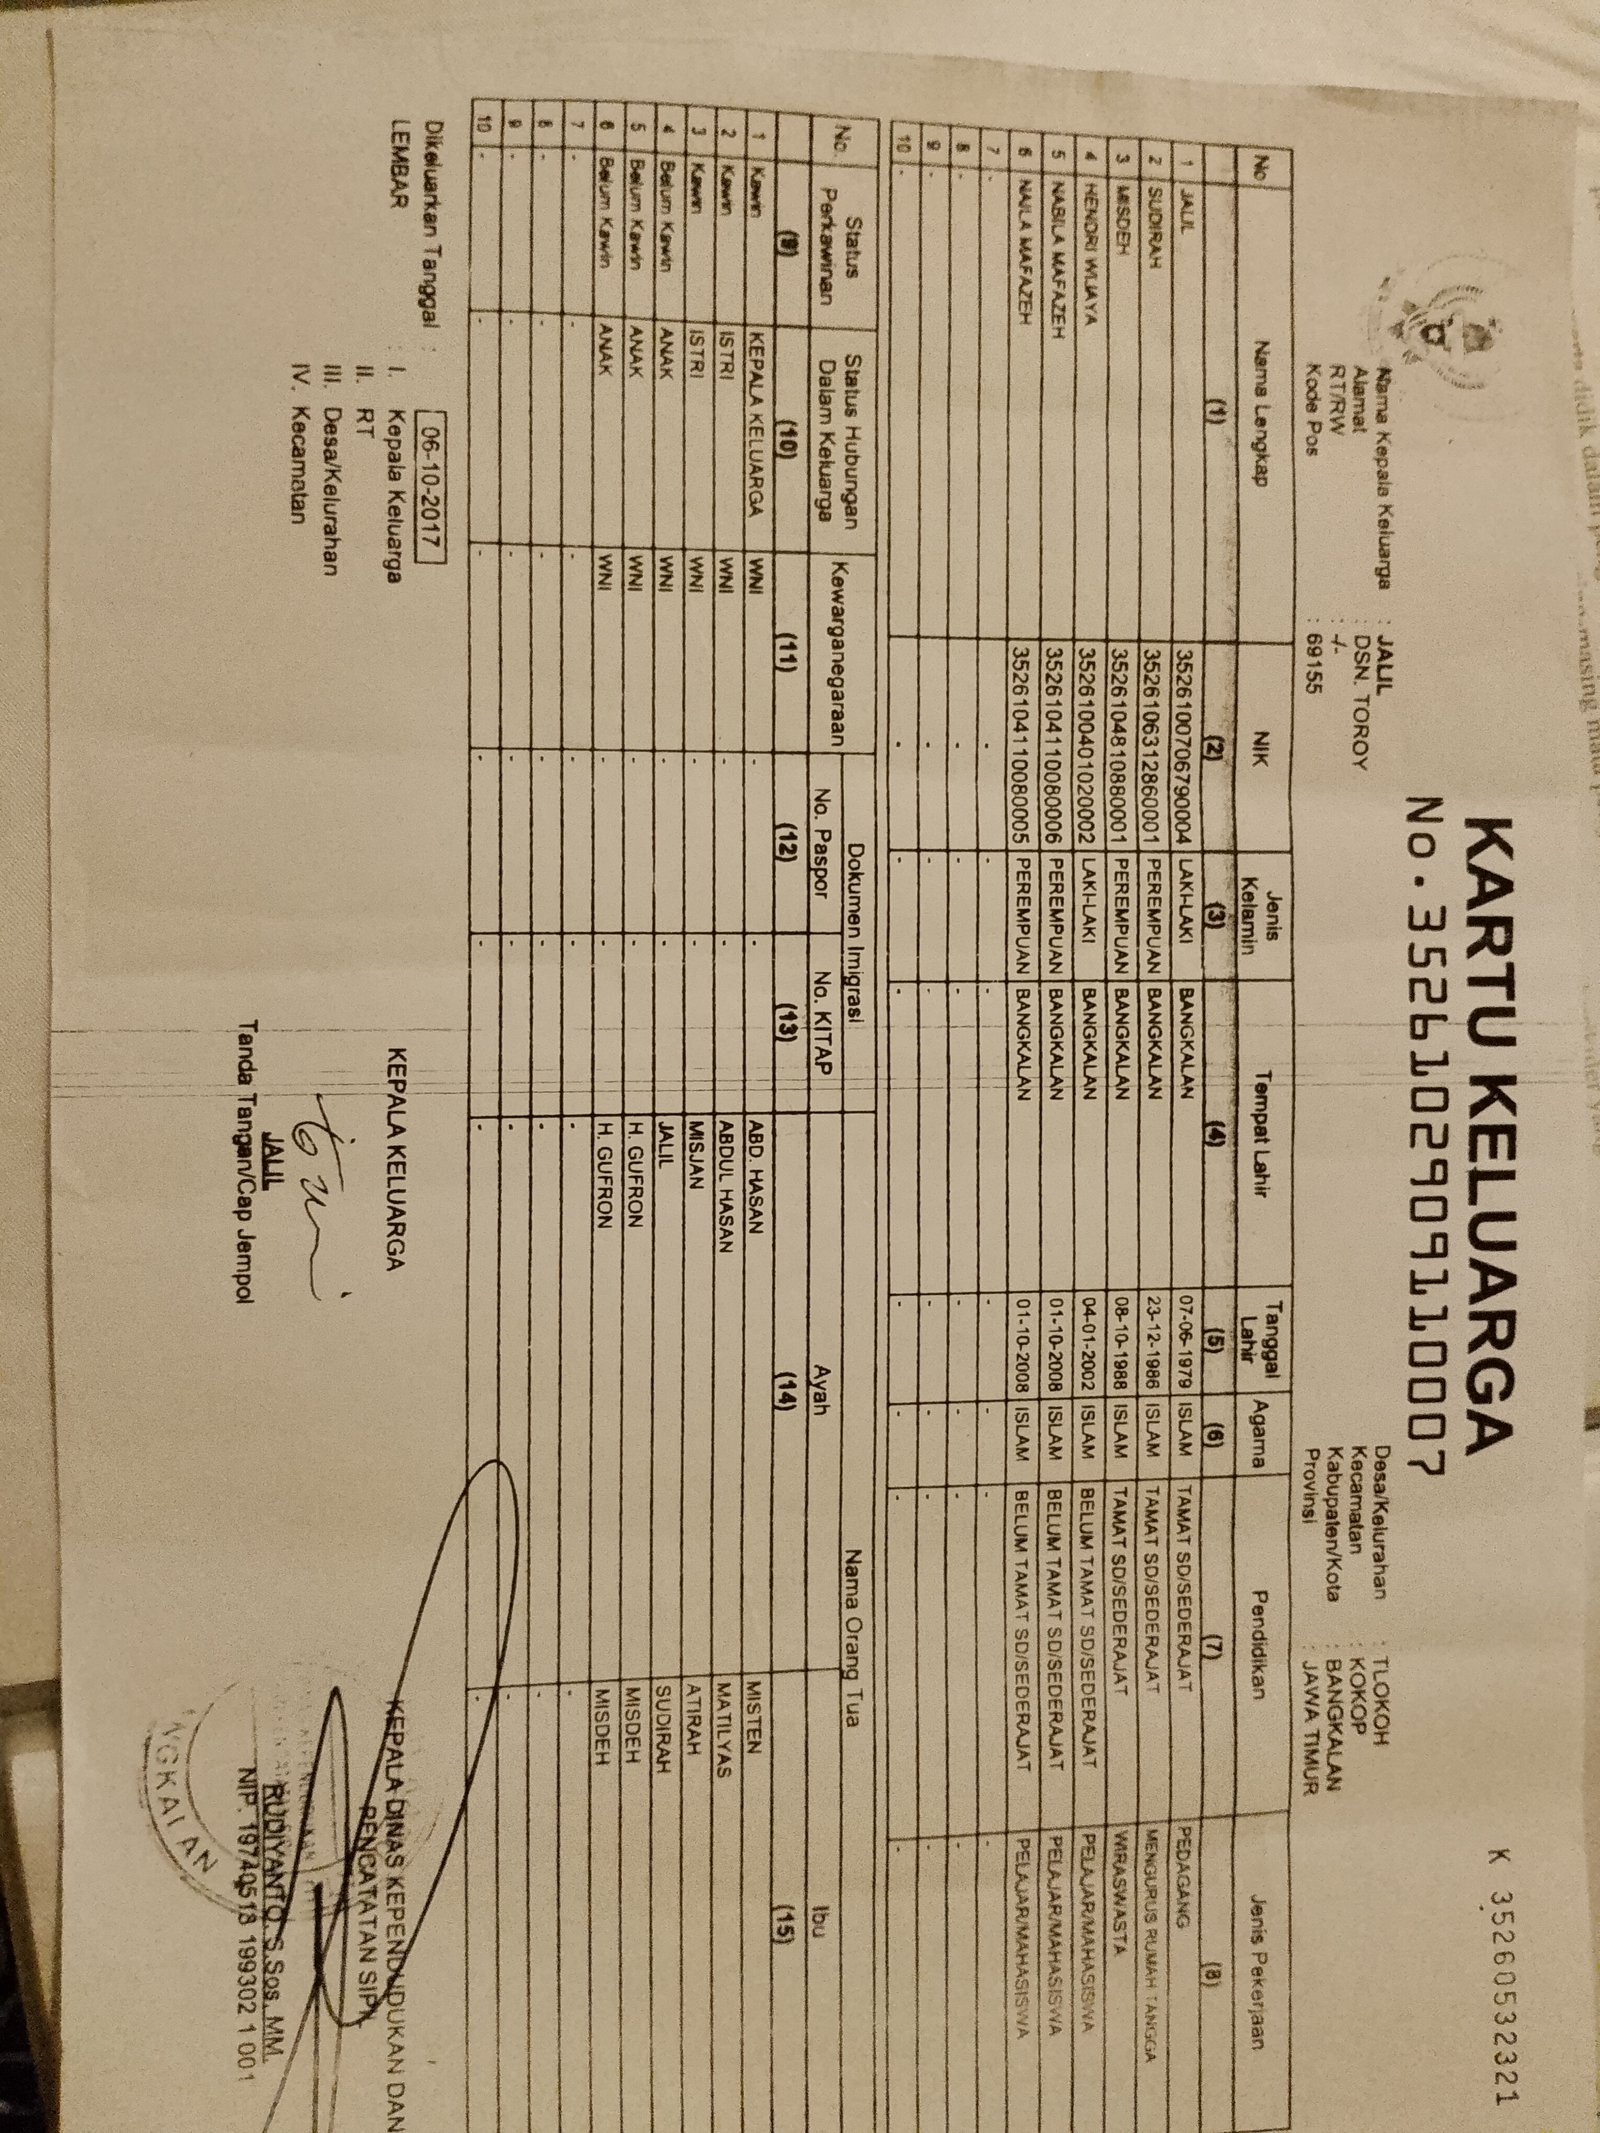 K 35260532321
KARTU KELUARGA
No. 3526102909110007
Nama Kepala Keluarga : JALIL
Alamat : DSN. TOROY
RT/RW : -/-
Kode Pos : 69155
Desa/Kelurahan : TLOKOH
Kecamatan : KOKOP
Kabupaten/Kota : BANGKALAN
Provinsi : JAWA TIMUR
No Nama Lengkap NIK Jenis Kelamin Tempat Lahir Tanggal Lahir Agama Pendidikan Jenis Pekerjaan
(1) (2) (3) (4) (5) (6) (7) (8)
1 JALIL 3526100706790004 LAKI-LAKI BANGKALAN 07-06-1979 ISLAM TAMAT SD/SEDERAJAT PEDAGANG
2 SUDIRAH 3526106312860001 PEREMPUAN BANGKALAN 23-12-1986 ISLAM TAMAT SD/SEDERAJAT MENGURUS RUMAH TANGGA
3 MISDEH 3526104810880001 PEREMPUAN BANGKALAN 08-10-1988 ISLAM TAMAT SD/SEDERAJAT WIRASWASTA
4 HENDRI WIJAYA 3526100401020002 LAKI-LAKI BANGKALAN 04-01-2002 ISLAM BELUM TAMAT SD/SEDERAJAT PELAJAR/MAHASISWA
5 NABILA MAFAZEH 3526104110080006 PEREMPUAN BANGKALAN 01-10-2008 ISLAM BELUM TAMAT SD/SEDERAJAT PELAJAR/MAHASISWA
6 NAILA MAFAZEH 3526104110080005 PEREMPUAN BANGKALAN 01-10-2008 ISLAM BELUM TAMAT SD/SEDERAJAT PELAJAR/MAHASISWA
7 - - - - - - - -
8 - - - - - - - -
9 - - - - - - - -
10 - - - - - - - -
No. Status Perkawinan Status Hubungan Dalam Keluarga Kewarganegaraan Dokumen Imigrasi Nama Orang Tua
No. Paspor No. KITAP Ayah Ibu
(9) (10) (11) (12) (13) (14) (15)
1 Kawin KEPALA KELUARGA WNI - - ABD. HASAN MISTEN
2 Kawin ISTRI WNI - - ABDUL HASAN MATILYAS
3 Kawin ISTRI WNI - - MISJAN ATIRAH
4 Belum Kawin ANAK WNI - - JALIL SUDIRAH
5 Belum Kawin ANAK WNI - - H. GUFRON MISDEH
6 Belum Kawin ANAK WNI - - H. GUFRON MISDEH
7 - - - - - - -
8 - - - - - - -
9 - - - - - - -
10 - - - - - - -
Dikeluarkan Tanggal : 06-10-2017
LEMBAR : I. Kepala Keluarga
II. RT
III. Desa/Kelurahan
IV. Kecamatan
KEPALA KELUARGA
JALIL
Tanda Tangan/Cap Jempol
KEPALA DINAS KEPENDUDUKAN DAN
PENCATATAN SIPIL
RUDIYANTO, S.Sos, MM.
NIP. 19740518 199302 1 001